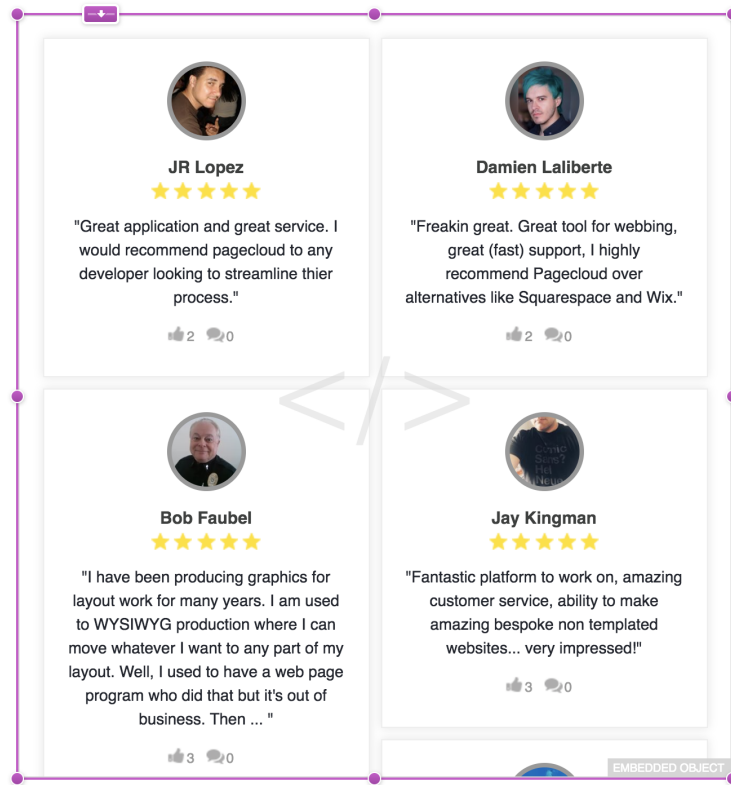 JR Lopez
"Great application and great service. I
would recommend pagecloud to any
developer looking to streamline thier
process."
2 0
Damien Laliberte
"Freakin great. Great tool for webbing,
great (fast) support, I highly
recommend Pagecloud over
alternatives like Squarespace and Wix."
2 0
</>
Bob Faubel
"I have been producing graphics for
layout work for many years. I am used
to WYSIWYG production where I can
move whatever I want to any part of my
layout. Well, I used to have a web page
program who did that but it's out of
business. Then ... "
3 0
Comic
Sans?
Hel
Neue
Jay Kingman
"Fantastic platform to work on, amazing
customer service, ability to make
amazing bespoke non templated
websites... very impressed!"
3 0
EMBEDDED OBJECT